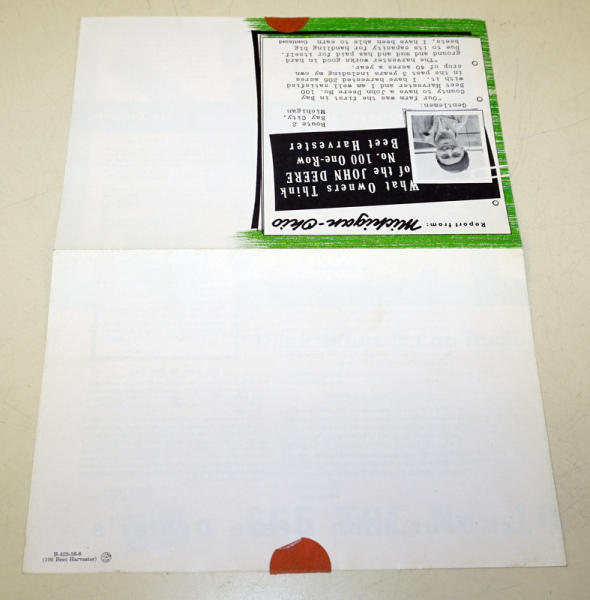 Report from: Michigan-Ohio
What Owners Think
of the JOHN DEERE
No. 100 One-Row
Beet Harvester
Route 2
Bay City,
Michigan
Gentlemen:
"Our farm was the first in Bay
County to have a John Deere No. 100
Beet Harvester and I am well satisfied
with it. I have harvested 206 acres
in the past 3 years including my own
crop of 40 acres a year.
"The harvester works good in hard
ground and mud and has paid for itself.
Due to its capacity for handling big
beets, I have been able to earn
Continued
(100 Beet Harvester)